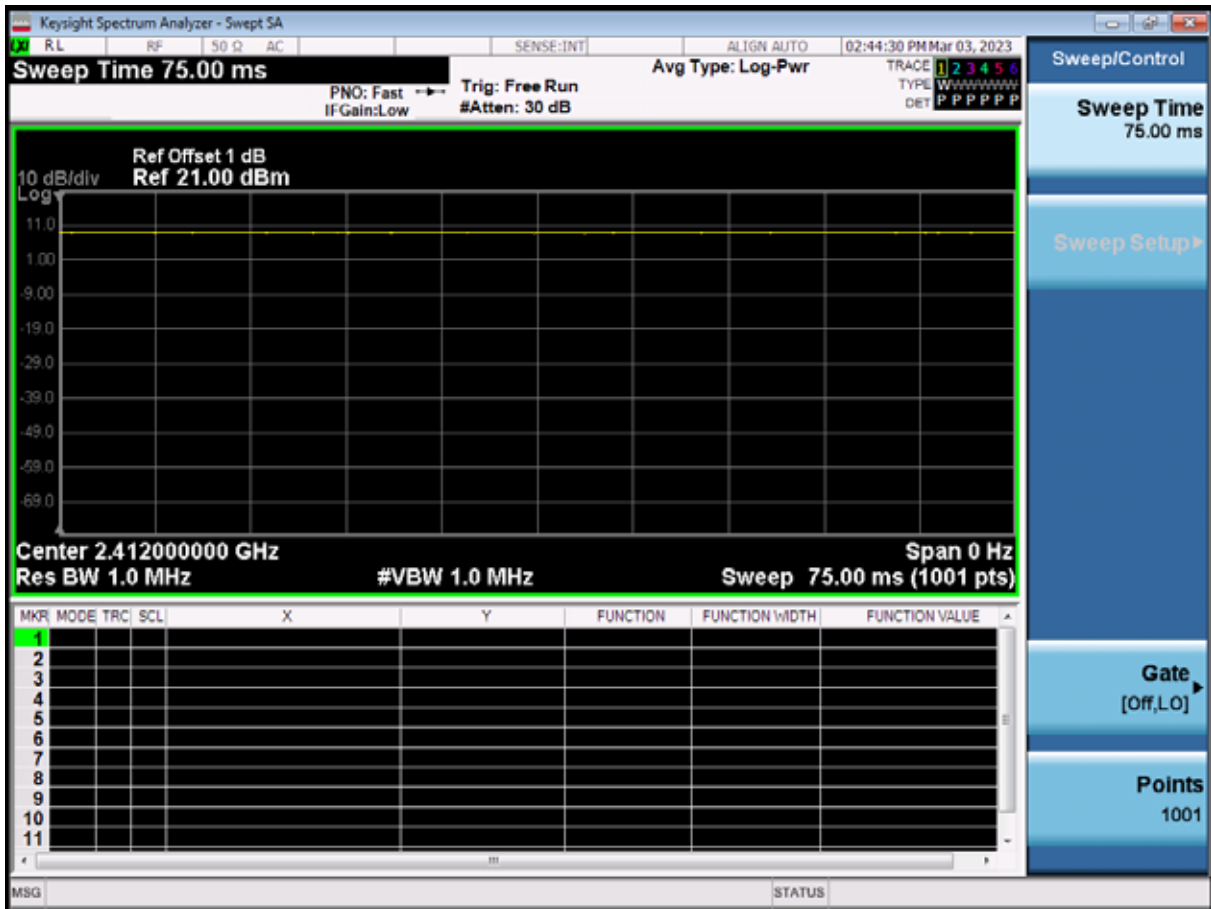 Keysight Spectrum Analyzer - Swept SA
LXI RL RF 50 Ω AC SENSE:INT ALIGN AUTO 02:44:30 PM Mar 03, 2023
Sweep Time 75.00 ms
PNO: Fast
IFGain:Low
Trig: Free Run
#Atten: 30 dB
Avg Type: Log-Pwr
TRACE 1 2 3 4 5 6
TYPE WWWWWW
DET P P P P P P
Sweep/Control
Sweep Time
75.00 ms
Sweep Setup
Gate
[Off,LO]
Points
1001
Ref Offset 1 dB
10 dB/div Ref 21.00 dBm
Log
11.0
1.00
-9.00
-19.0
-29.0
-39.0
-49.0
-59.0
-69.0
Center 2.412000000 GHz Span 0 Hz
Res BW 1.0 MHz #VBW 1.0 MHz Sweep 75.00 ms (1001 pts)
MKR MODE TRC SCL X Y FUNCTION FUNCTION WIDTH FUNCTION VALUE
1
2
3
4
5
6
7
8
9
10
11
MSG STATUS